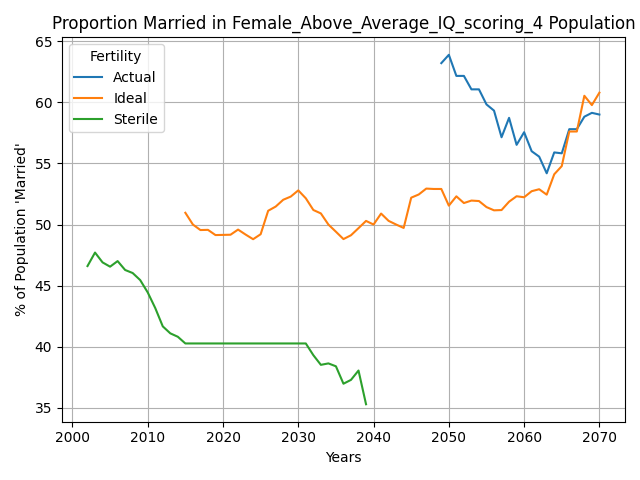 Proportion Married in Female_Above_Average_IQ_scoring_4 Population
% of Population 'Married'
65
60
55
50
45
40
35
Fertility
Actual
Ideal
Sterile
2000 2010 2020 2030 2040 2050 2060 2070
Years